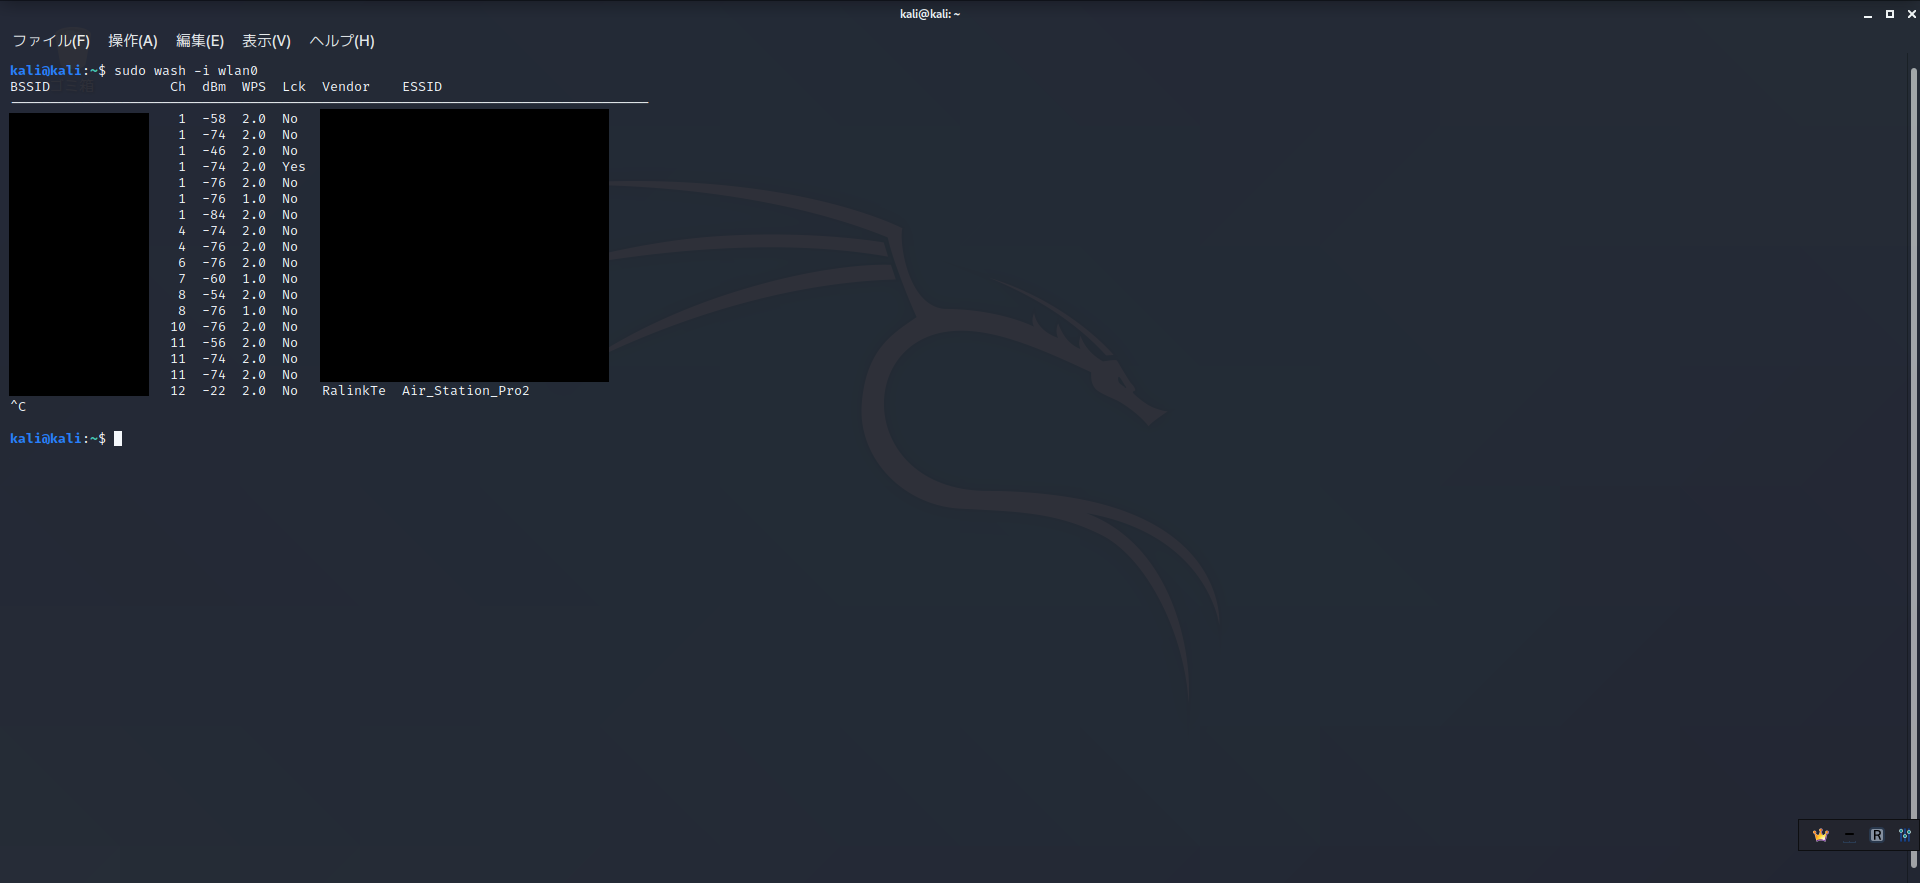 kali@kali: ~
ファイル(F) 操作(A) 編集(E) 表示(V) ヘルプ(H)
kali@kali:~$ sudo wash -i wlan0
BSSID Ch dBm WPS Lck Vendor ESSID
1 -58 2.0 No
1 -74 2.0 No
1 -46 2.0 No
1 -74 2.0 Yes
1 -76 2.0 No
1 -76 1.0 No
1 -84 2.0 No
4 -74 2.0 No
4 -76 2.0 No
6 -76 2.0 No
7 -60 1.0 No
8 -54 2.0 No
8 -76 1.0 No
10 -76 2.0 No
11 -56 2.0 No
11 -74 2.0 No
11 -74 2.0 No
12 -22 2.0 No RalinkTe Air_Station_Pro2
^C
kali@kali:~$
R